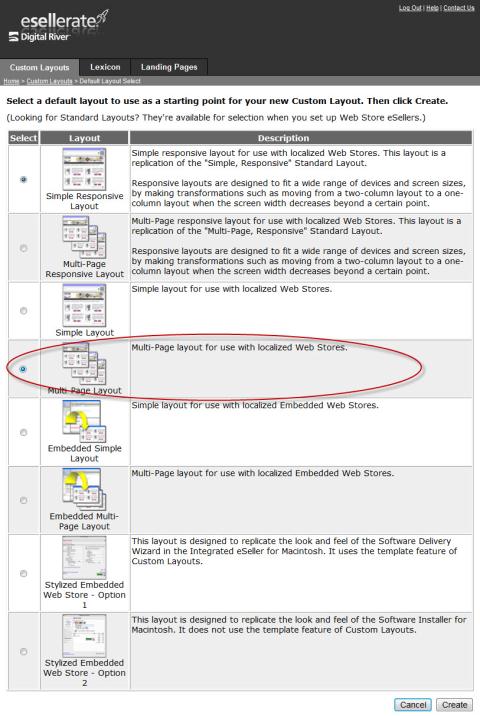 Log Out | Help | Contact Us
esellerate
Digital River
Custom Layouts Lexicon Landing Pages
Home > Custom Layouts > Default Layout Select
Select a default layout to use as a starting point for your new Custom Layout. Then click Create.
(Looking for Standard Layouts? They're available for selection when you set up Web Store eSellers.)
Select Layout Description
Simple responsive layout for use with localized Web Stores. This layout is a
replication of the "Simple, Responsive" Standard Layout.
Responsive layouts are designed to fit a wide range of devices and screen sizes,
by making transformations such as moving from a two-column layout to a one-
column layout when the screen width decreases beyond a certain point.
Simple Responsive
Layout
Multi-Page responsive layout for use with localized Web Stores. This layout is a
replication of the "Multi-Page, Responsive" Standard Layout.
Responsive layouts are designed to fit a wide range of devices and screen sizes,
by making transformations such as moving from a two-column layout to a one-
column layout when the screen width decreases beyond a certain point.
Multi-Page
Responsive Layout
Simple layout for use with localized Web Stores.
Simple Layout
Multi-Page layout for use with localized Web Stores.
Multi-Page Layout
Simple layout for use with localized Embedded Web Stores.
Embedded Simple
Layout
Multi-Page layout for use with localized Embedded Web Stores.
Embedded Multi-
Page Layout
This layout is designed to replicate the look and feel of the Software Delivery
Wizard in the Integrated eSeller for Macintosh. It uses the template feature of
Custom Layouts.
Stylized Embedded
Web Store - Option
1
This layout is designed to replicate the look and feel of the Software Installer for
Macintosh. It does not use the template feature of Custom Layouts.
Stylized Embedded
Web Store - Option
2
Cancel Create